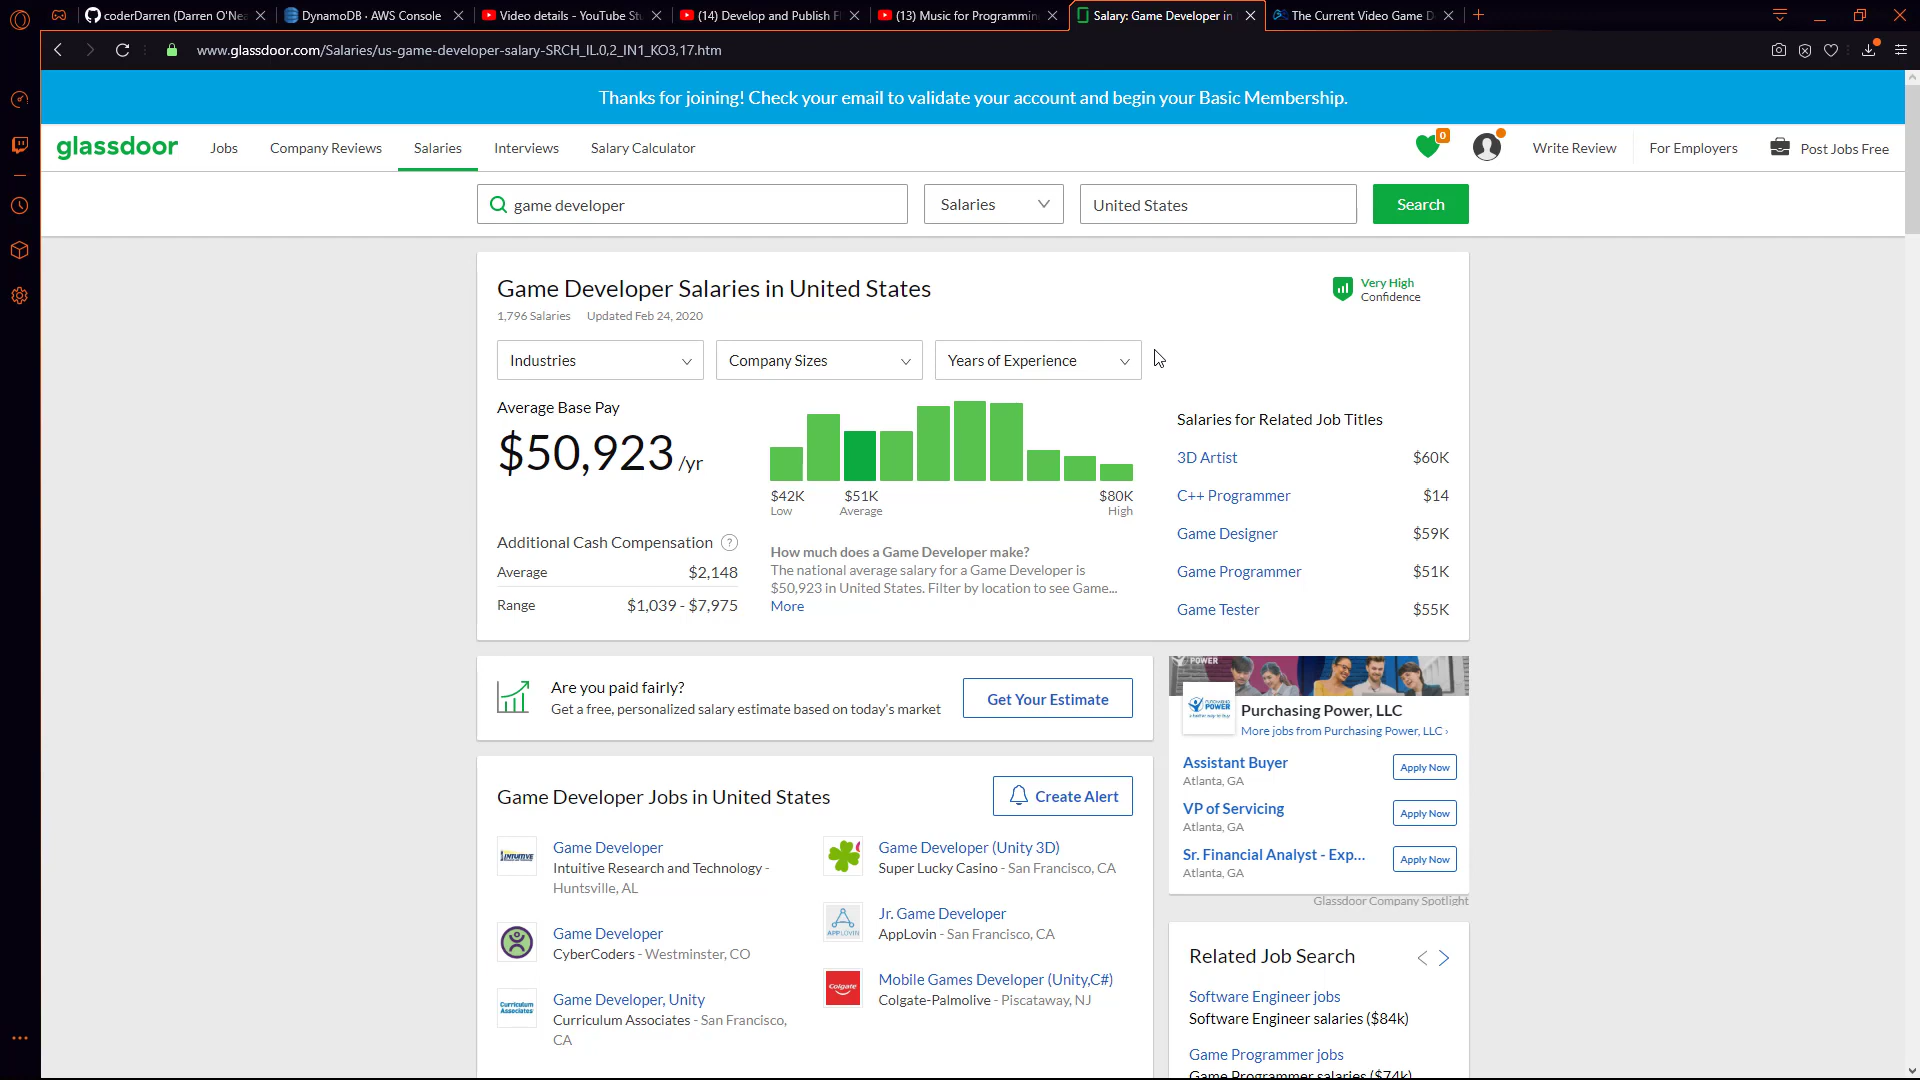 coderDarren (Darren O'Nea
DynamoDB · AWS Console
Video details - YouTube Stu
(14) Develop and Publish F
(13) Music for Programmin
Salary: Game Developer in
The Current Video Game D
www.glassdoor.com/Salaries/us-game-developer-salary-SRCH_IL.0,2_IN1_KO3,17.htm
Thanks for joining! Check your email to validate your account and begin your Basic Membership.
glassdoor
Jobs
Company Reviews
Salaries
Interviews
Salary Calculator
0
Write Review
For Employers
Post Jobs Free
game developer
Salaries
United States
Search
Game Developer Salaries in United States
1,796 Salaries Updated Feb 24, 2020
Very High
Confidence
Industries
Company Sizes
Years of Experience
Average Base Pay
$50,923 /yr
$42K
Low
$51K
Average
$80K
High
Additional Cash Compensation ?
Average $2,148
Range $1,039 - $7,975
How much does a Game Developer make?
The national average salary for a Game Developer is
$50,923 in United States. Filter by location to see Game...
More
Salaries for Related Job Titles
3D Artist $60K
C++ Programmer $14
Game Designer $59K
Game Programmer $51K
Game Tester $55K
Are you paid fairly?
Get a free, personalized salary estimate based on today's market
Get Your Estimate
Game Developer Jobs in United States
Create Alert
INTUITIVE
Game Developer
Intuitive Research and Technology -
Huntsville, AL
Game Developer
CyberCoders - Westminster, CO
Curriculum
Associates
Game Developer, Unity
Curriculum Associates - San Francisco,
CA
Game Developer (Unity 3D)
Super Lucky Casino - San Francisco, CA
APPLOVIN
Jr. Game Developer
AppLovin - San Francisco, CA
Colgate
Mobile Games Developer (Unity,C#)
Colgate-Palmolive - Piscataway, NJ
POWER
PURCHASING
POWER
Purchasing Power, LLC
More jobs from Purchasing Power, LLC ›
Assistant Buyer
Atlanta, GA
Apply Now
VP of Servicing
Atlanta, GA
Apply Now
Sr. Financial Analyst - Exp...
Atlanta, GA
Apply Now
Glassdoor Company Spotlight
Related Job Search
Software Engineer jobs
Software Engineer salaries ($84k)
Game Programmer jobs
Game Programmer salaries ($74k)